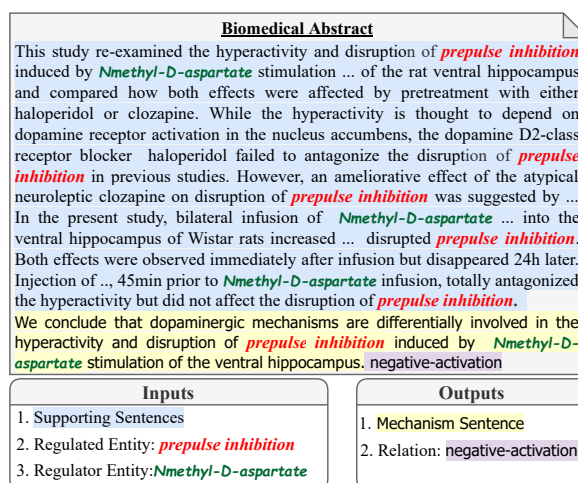 Biomedical Abstract
This study re-examined the hyperactivity and disruption of prepulse inhibition
induced by Nmethyl-D-aspartate stimulation ... of the rat ventral hippocampus
and compared how both effects were affected by pretreatment with either
haloperidol or clozapine. While the hyperactivity is thought to depend on
dopamine receptor activation in the nucleus accumbens, the dopamine D2-class
receptor blocker haloperidol failed to antagonize the disruption of prepulse
inhibition in previous studies. However, an ameliorative effect of the atypical
neuroleptic clozapine on disruption of prepulse inhibition was suggested by ...
In the present study, bilateral infusion of Nmethyl-D-aspartate ... into the
ventral hippocampus of Wistar rats increased ... disrupted prepulse inhibition.
Both effects were observed immediately after infusion but disappeared 24h later.
Injection of .., 45min prior to Nmethyl-D-aspartate infusion, totally antagonized
the hyperactivity but did not affect the disruption of prepulse inhibition.
We conclude that dopaminergic mechanisms are differentially involved in the
hyperactivity and disruption of prepulse inhibition induced by Nmethyl-D-
aspartate stimulation of the ventral hippocampus. negative-activation
Inputs
1. Supporting Sentences
2. Regulated Entity: prepulse inhibition
3. Regulator Entity:Nmethyl-D-aspartate
Outputs
1. Mechanism Sentence
2. Relation: negative-activation